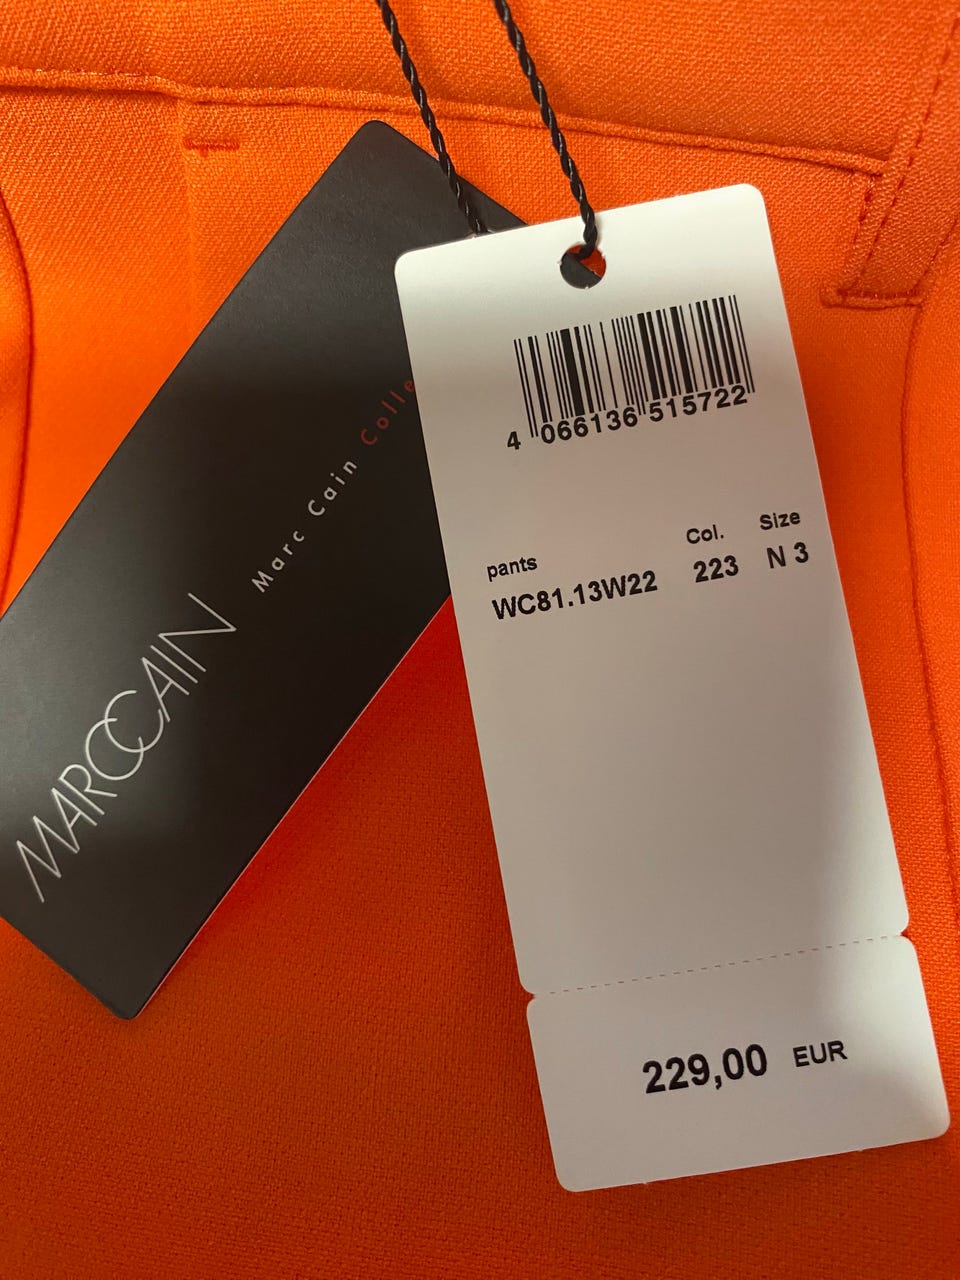 MARCCAIN
Marc Cain Colle
4 066136 515722
pants Col. Size
WC81.13W22 223 N 3
229,00 EUR